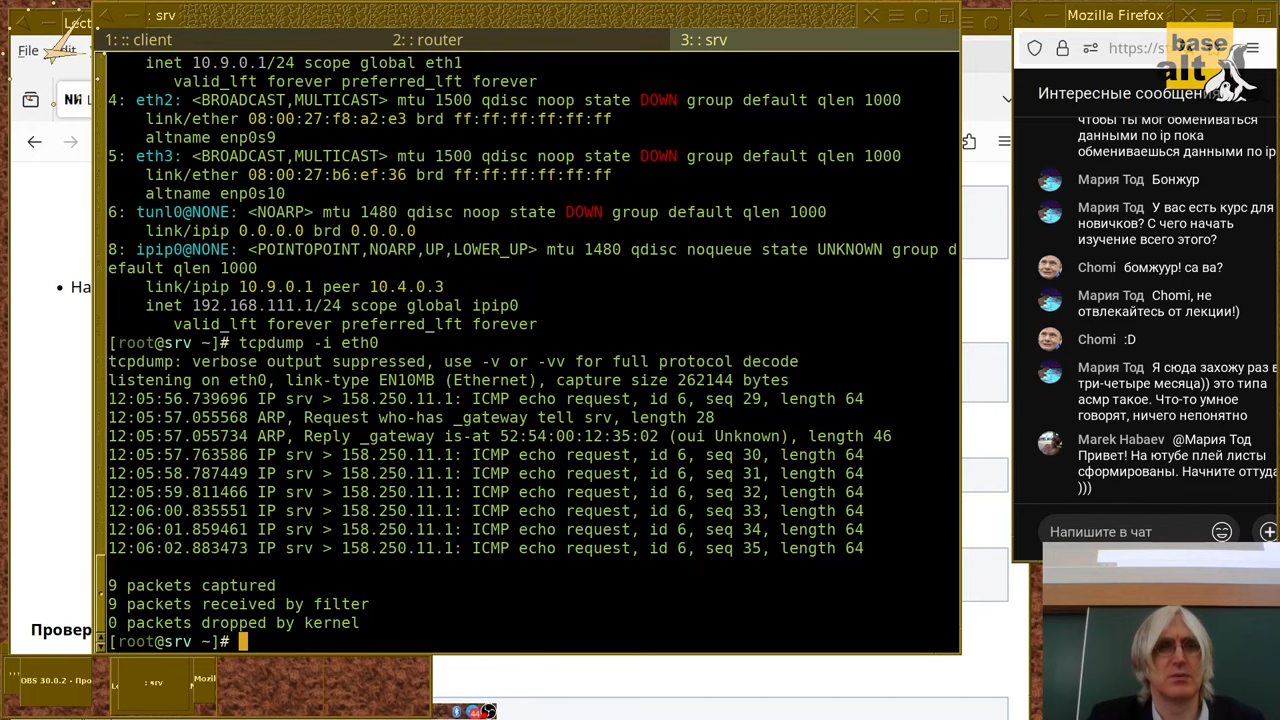 : srv
1: :: client
2: : router
3: : srv
inet 10.9.0.1/24 scope global eth1
valid_lft forever preferred_lft forever
4: eth2: <BROADCAST,MULTICAST> mtu 1500 qdisc noop state DOWN group default qlen 1000
link/ether 08:00:27:f8:a2:e3 brd ff:ff:ff:ff:ff:ff
altname enp0s9
5: eth3: <BROADCAST,MULTICAST> mtu 1500 qdisc noop state DOWN group default qlen 1000
link/ether 08:00:27:b6:ef:36 brd ff:ff:ff:ff:ff:ff
altname enp0s10
6: tunl0@NONE: <NOARP> mtu 1480 qdisc noop state DOWN group default qlen 1000
link/ipip 0.0.0.0 brd 0.0.0.0
8: ipip0@NONE: <POINTOPOINT,NOARP,UP,LOWER_UP> mtu 1480 qdisc noqueue state UNKNOWN group d
efault qlen 1000
link/ipip 10.9.0.1 peer 10.4.0.3
inet 192.168.111.1/24 scope global ipip0
valid_lft forever preferred_lft forever
[root@srv ~]# tcpdump -i eth0
tcpdump: verbose output suppressed, use -v or -vv for full protocol decode
listening on eth0, link-type EN10MB (Ethernet), capture size 262144 bytes
12:05:56.739696 IP srv > 158.250.11.1: ICMP echo request, id 6, seq 29, length 64
12:05:57.055568 ARP, Request who-has _gateway tell srv, length 28
12:05:57.055734 ARP, Reply _gateway is-at 52:54:00:12:35:02 (oui Unknown), length 46
12:05:57.763586 IP srv > 158.250.11.1: ICMP echo request, id 6, seq 30, length 64
12:05:58.787449 IP srv > 158.250.11.1: ICMP echo request, id 6, seq 31, length 64
12:05:59.811466 IP srv > 158.250.11.1: ICMP echo request, id 6, seq 32, length 64
12:06:00.835551 IP srv > 158.250.11.1: ICMP echo request, id 6, seq 33, length 64
12:06:01.859461 IP srv > 158.250.11.1: ICMP echo request, id 6, seq 34, length 64
12:06:02.883473 IP srv > 158.250.11.1: ICMP echo request, id 6, seq 35, length 64
9 packets captured
9 packets received by filter
0 packets dropped by kernel
[root@srv ~]#
Lect
File Edit
На
Провер
OBS 30.0.2 - Про
: srv
Mozil
44
Mozilla Firefox
https://s
base
alt
Интересные сообщения
чтобы ты мог обмениваться
данными по ip пока
обмениваешься данными по ip
Мария Тод Бонжур
Мария Тод У вас есть курс для
новичков? С чего начать
изучение всего этого?
Chomi бомжуур! са ва?
Мария Тод Chomi, не
отвлекайтесь от лекции!)
Chomi :D
Мария Тод Я сюда захожу раз в
три-четыре месяца)) это типа
асмр такое. Что-то умное
говорят, ничего непонятно
Marek Habaev @Мария Тод
Привет! На ютубе плей листы
сформированы. Начните оттуда
)))
Напишите в чат